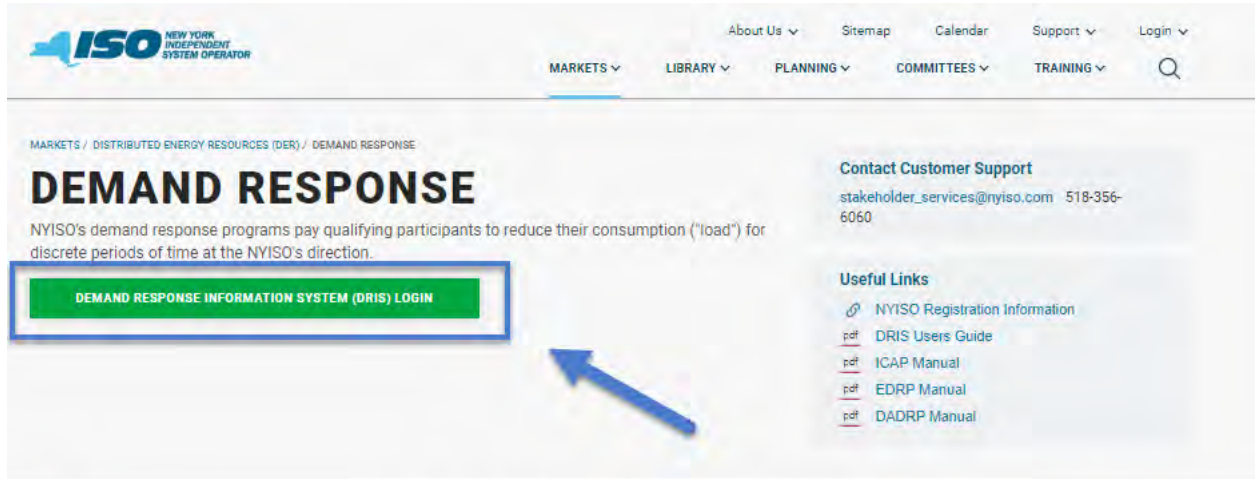 ISO NEW YORK
INDEPENDENT
SYSTEM OPERATOR
About Us Sitemap Calendar Support Login
MARKETS LIBRARY PLANNING COMMITTEES TRAINING
MARKETS / DISTRIBUTED ENERGY RESOURCES (DER) / DEMAND RESPONSE
DEMAND RESPONSE
NYISO's demand response programs pay qualifying participants to reduce their consumption ("load") for
discrete periods of time at the NYISO's direction.
DEMAND RESPONSE INFORMATION SYSTEM (DRIS) LOGIN
Contact Customer Support
stakeholder_services@nyiso.com 518-356-
6060
Useful Links
NYISO Registration Information
pdf DRIS Users Guide
pdf ICAP Manual
pdf EDRP Manual
pdf DADRP Manual